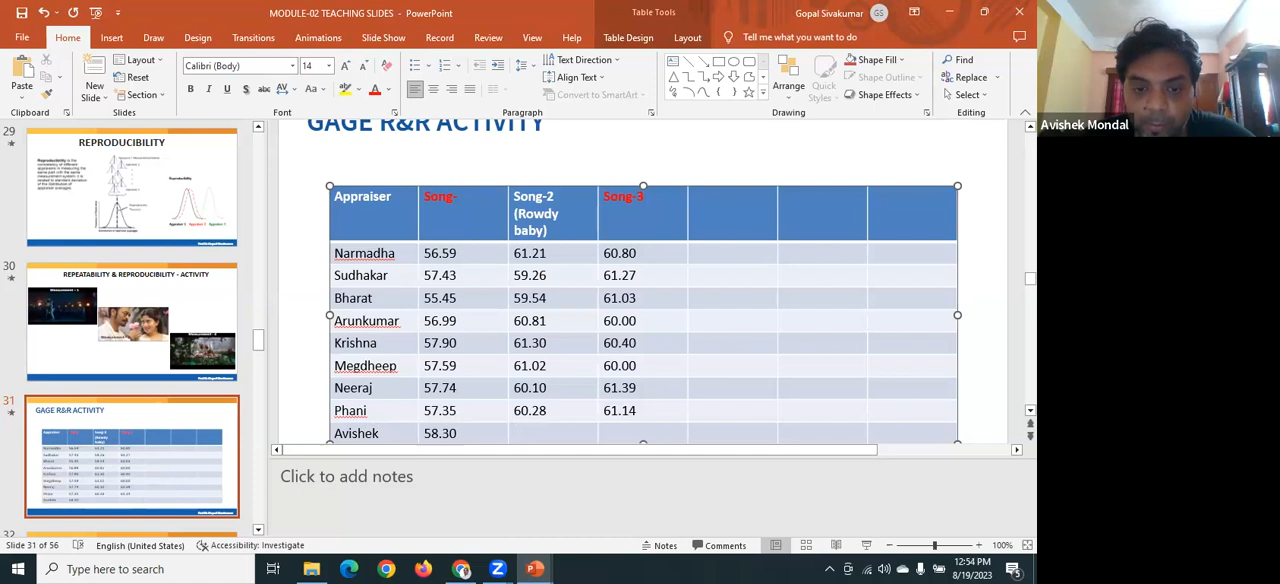 MODULE-02 TEACHING SLIDES - PowerPoint
Table Tools
Gopal Sivakumar
GS
File
Home
Insert
Draw
Design
Transitions
Animations
Slide Show
Record
Review
View
Help
Table Design
Layout
Tell me what you want to do
Paste
Clipboard
New
Slide
Layout
Reset
Section
Slides
Calibri (Body)
14
B I U S abc AV Aa A
Font
Text Direction
Align Text
Convert to SmartArt
Paragraph
Arrange
Quick
Styles
Shape Fill
Shape Outline
Shape Effects
Drawing
Find
Replace
Select
Editing
Avishek Mondal
29
REPRODUCIBILITY
30
REPEATABILITY & REPRODUCIBILITY - ACTIVITY
31
GAGE R&R ACTIVITY
32
GAGE R&R ACTIVITY
Appraiser Song- Song-2 (Rowdy baby) Song-3
Narmadha 56.59 61.21 60.80
Sudhakar 57.43 59.26 61.27
Bharat 55.45 59.54 61.03
Arunkumar 56.99 60.81 60.00
Krishna 57.90 61.30 60.40
Megdheep 57.59 61.02 60.00
Neeraj 57.74 60.10 61.39
Phani 57.35 60.28 61.14
Avishek 58.30
Click to add notes
Slide 31 of 56
English (United States)
Accessibility: Investigate
Notes
Comments
100%
Type here to search
12:54 PM
8/19/2023
5